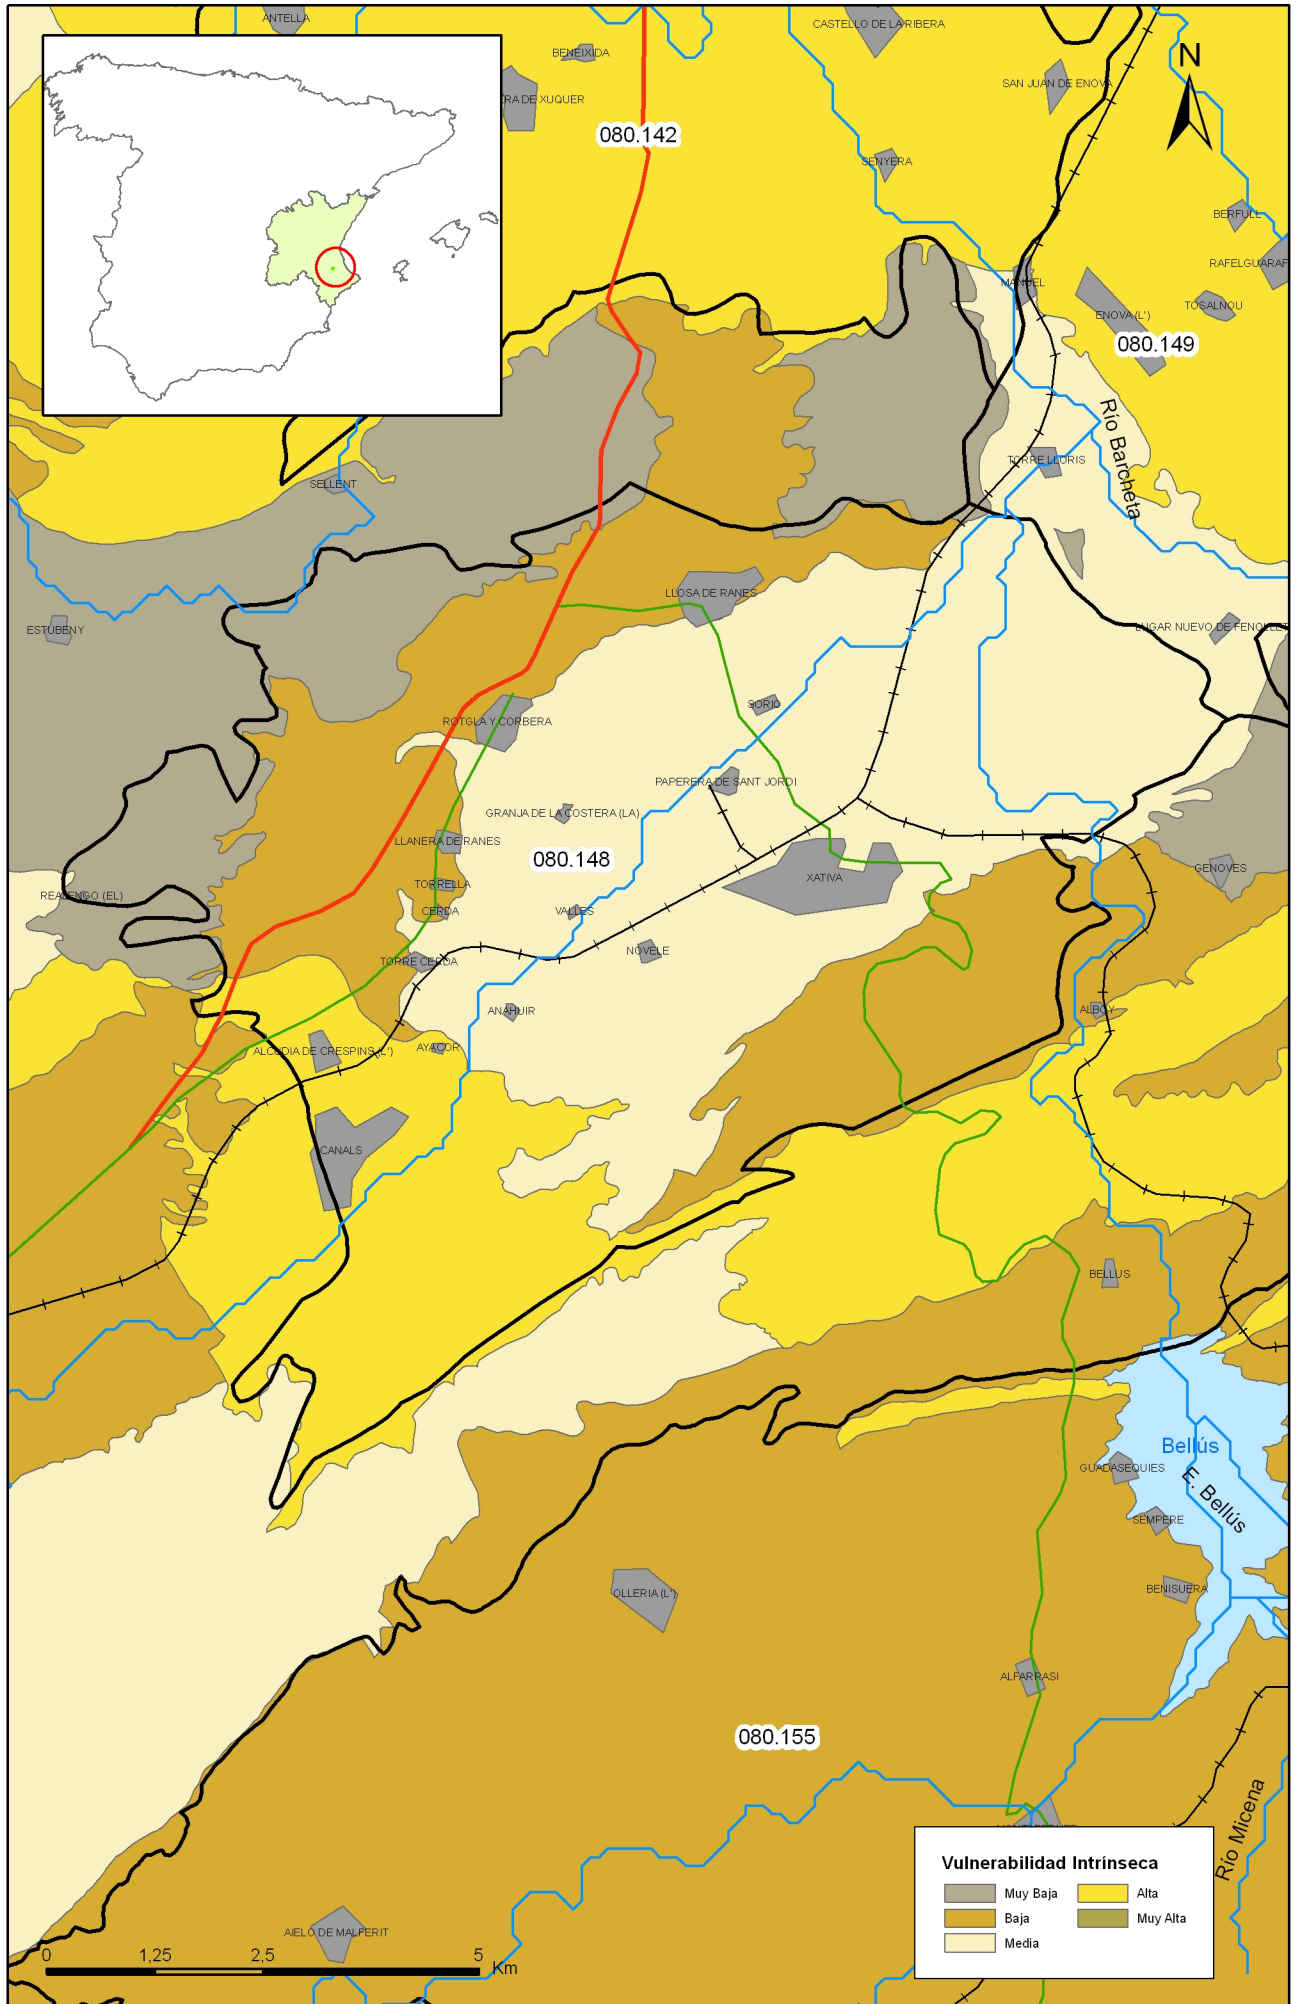 ANTELLA
CASTELLO DE LA RIBERA
BENEIXIDA
N
SAN JUAN DE ENOVA
RA DE XUQUER
080.142
SENYERA
BERFULL
RAFELGUARAF
MANUEL
TOSALNOU
ENOVA (L')
080.149
Río Barcheta
TORRE LLORIS
SELLENT
LLOSA DE RANES
ESTUBENY
LUGAR NUEVO DE FENOLLET
SORIO
ROTGLA Y CORBERA
PAPERERA DE SANT JORDI
GRANJA DE LA COSTERA (LA)
LLANERA DE RANES
080.148
GENOVES
XATIVA
TORRELLA
REALENGO (EL)
CERDA
VALLES
NOVELE
TORRE CERDA
ANAHUIR
ALBOY
AYACOR
ALCUDIA DE CRESPINS (L')
CANALS
BELLUS
Bellús
GUADASEQUIES
E. Bellús
SEMPERE
BENISUERA
OLLERIA (L')
ALFARRASI
080.155
Río Micena
AIELO DE MALFERIT
0 1,25 2,5 5
Km
Vulnerabilidad Intrínseca
Muy Baja
Alta
Baja
Muy Alta
Media